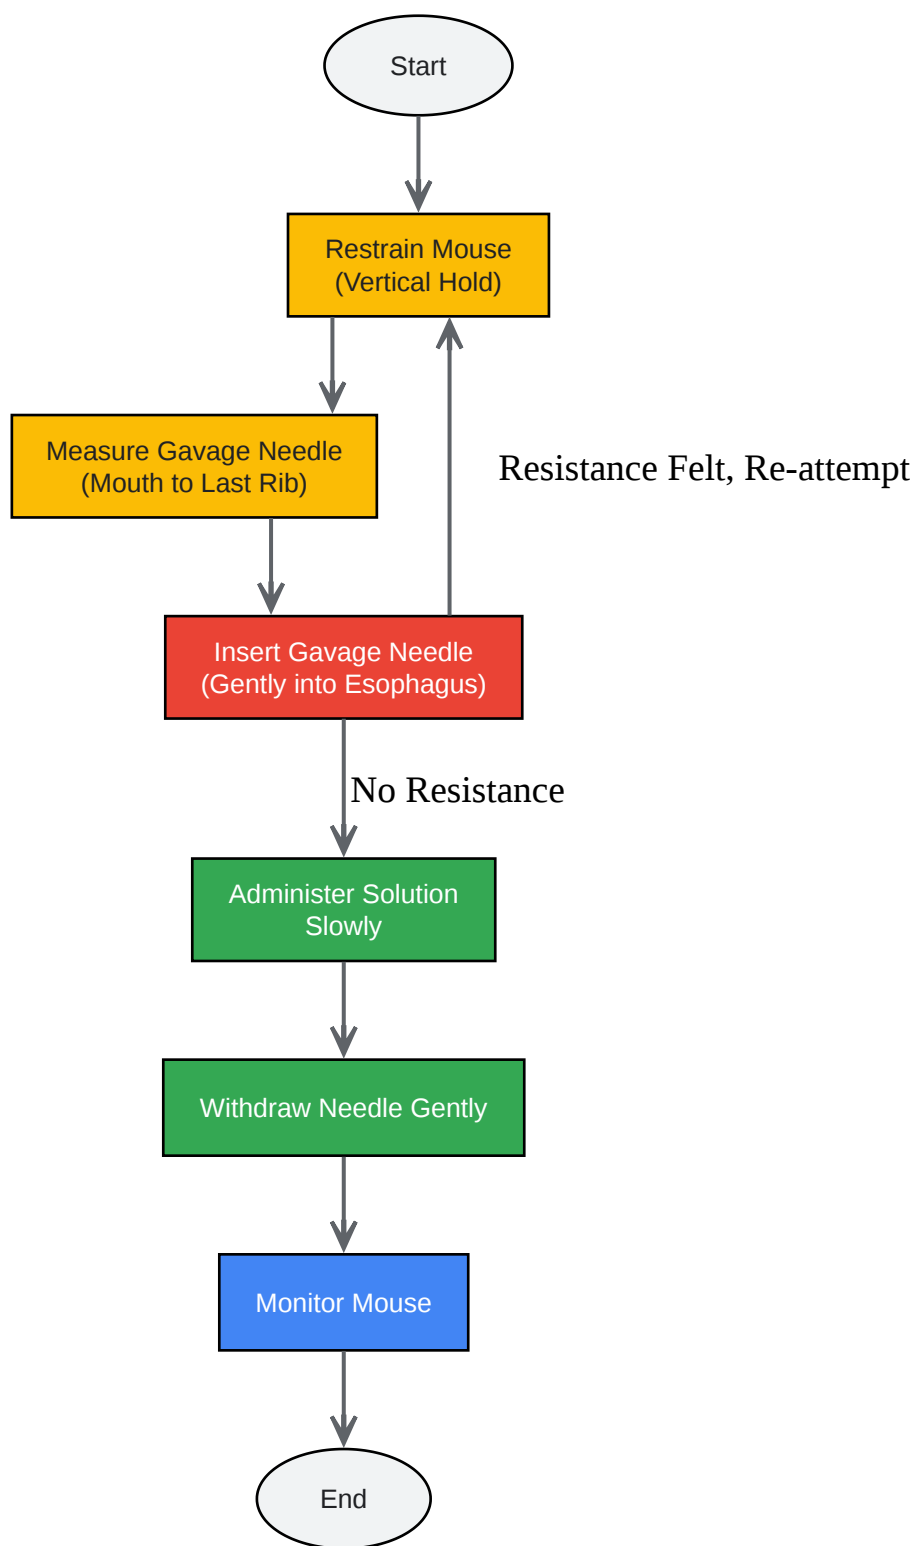 Start
Restrain Mouse
(Vertical Hold)
Measure Gavage Needle
(Mouth to Last Rib)
Resistance Felt, Re-attempt
Insert Gavage Needle
(Gently into Esophagus)
No Resistance
Administer Solution
Slowly
Withdraw Needle Gently
Monitor Mouse
End